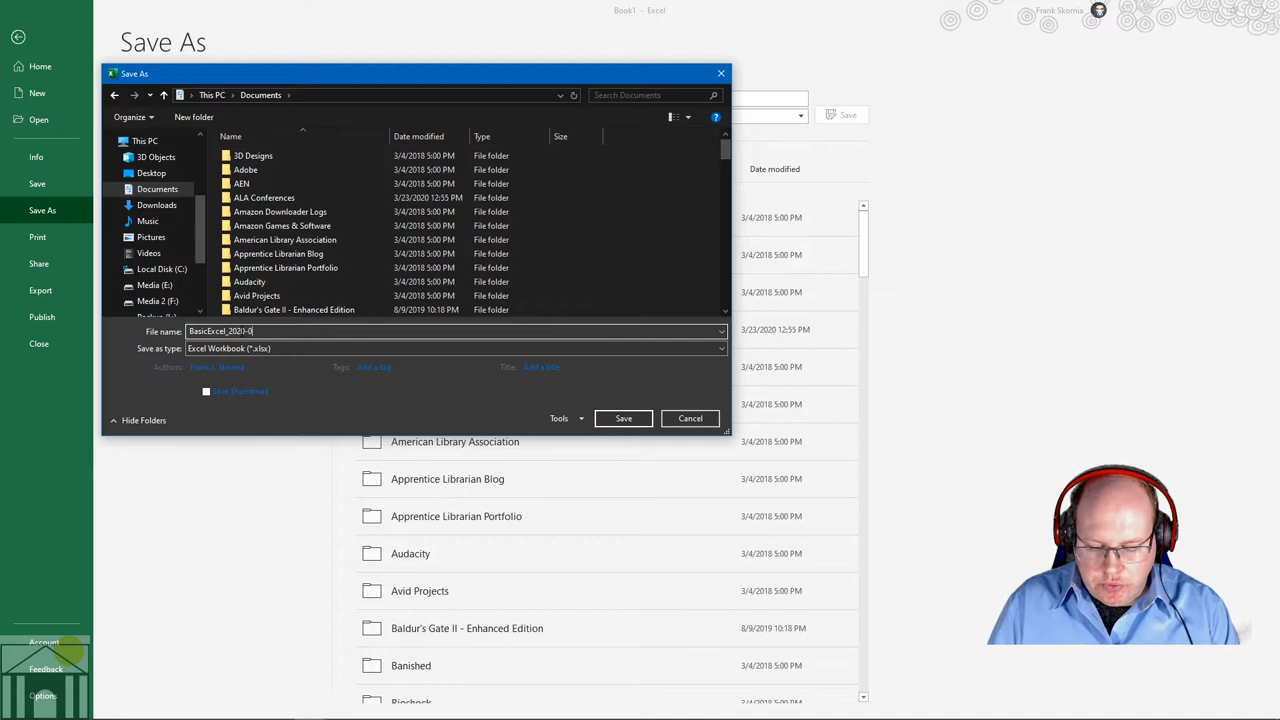 Book1 - Excel
Frank Skornia
Save As
Home
New
Open
Info
Save
Save As
Print
Share
Export
Publish
Close
Account
Feedback
Options
Save As
This PC > Documents >
Search Documents
Organize
New folder
Name
Date modified
Type
Size
This PC
3D Objects
Desktop
Documents
Downloads
Music
Pictures
Videos
Local Disk (C:)
Media (E:)
Media 2 (F:)
3D Designs 3/4/2018 5:00 PM File folder
Adobe 3/4/2018 5:00 PM File folder
AEN 3/4/2018 5:00 PM File folder
ALA Conferences 3/23/2020 12:55 PM File folder
Amazon Downloader Logs 3/4/2018 5:00 PM File folder
Amazon Games & Software 3/4/2018 5:00 PM File folder
American Library Association 3/4/2018 5:00 PM File folder
Apprentice Librarian Blog 3/4/2018 5:00 PM File folder
Apprentice Librarian Portfolio 3/4/2018 5:00 PM File folder
Audacity 3/4/2018 5:00 PM File folder
Avid Projects 3/4/2018 5:00 PM File folder
Baldur's Gate II - Enhanced Edition 8/9/2019 10:18 PM File folder
File name: BasicExcel_2020-0
Save as type: Excel Workbook (*.xlsx)
Authors: Frank J. Skornia
Tags: Add a tag
Title: Add a title
Save Thumbnail
Hide Folders
Tools
Save
Cancel
Save
Date modified
3/4/2018 5:00 PM
3/4/2018 5:00 PM
3/4/2018 5:00 PM
3/23/2020 12:55 PM
3/4/2018 5:00 PM
3/4/2018 5:00 PM
American Library Association 3/4/2018 5:00 PM
Apprentice Librarian Blog 3/4/2018 5:00 PM
Apprentice Librarian Portfolio 3/4/2018 5:00 PM
Audacity 3/4/2018 5:00 PM
Avid Projects 3/4/2018 5:00 PM
Baldur's Gate II - Enhanced Edition 8/9/2019 10:18 PM
Banished 3/4/2018 5:00 PM
Bioshock 3/4/2018 5:00 PM